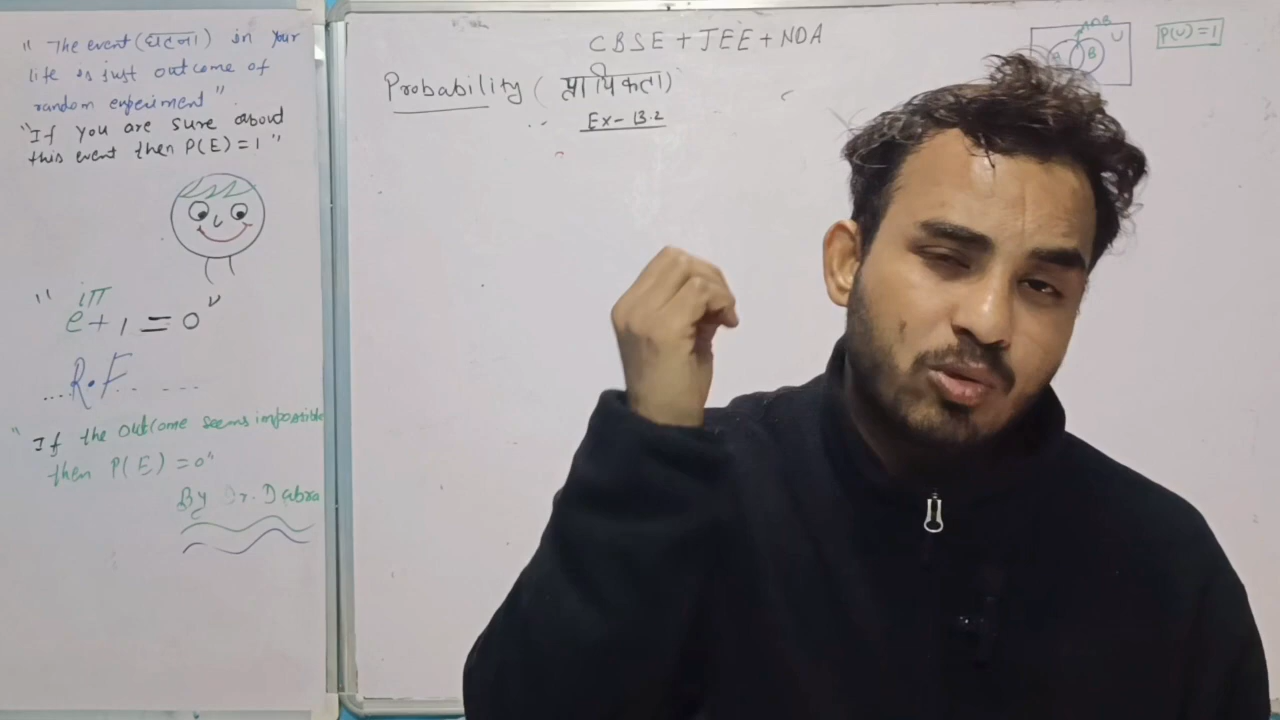 " The event (घटना) in your
life is just outcome of
random experiment"
"If you are sure about
this event then P(E)=1 "
" e^iπ + 1 = 0"
....R.F......
" If the outcome seems impossible
then P(E) = 0"
By Dr. Dabra
CBSE + JEE + NDA
Probability ( प्रायिकता)
Ex- 13.2
A∩B
U
A B
P(U) = 1